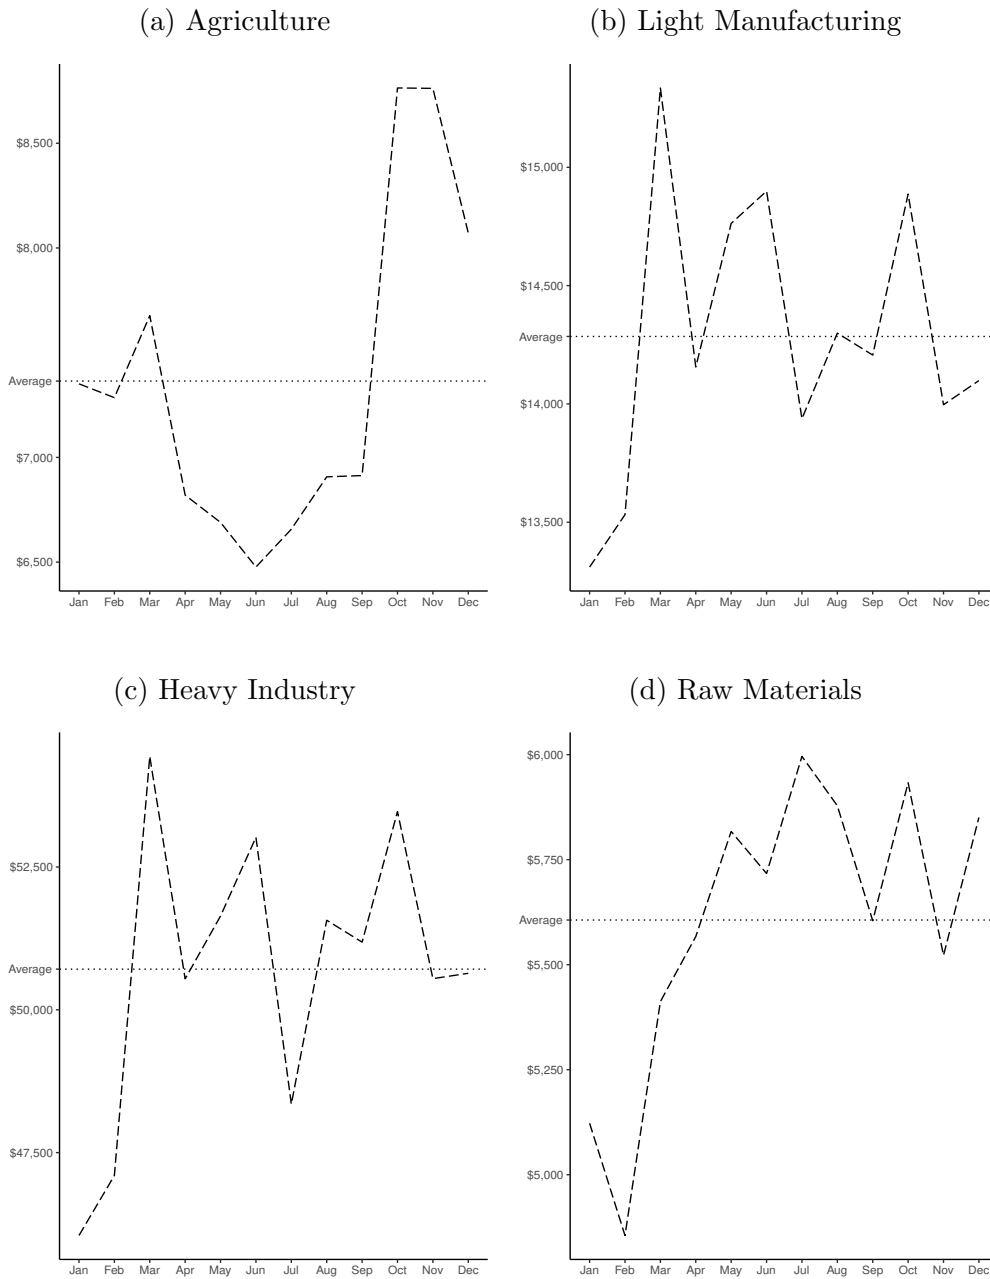 (a) Agriculture
$8,500
$8,000
Average
$7,000
$6,500
Jan Feb Mar Apr May Jun Jul Aug Sep Oct Nov Dec
(b) Light Manufacturing
$15,000
$14,500
Average
$14,000
$13,500
Jan Feb Mar Apr May Jun Jul Aug Sep Oct Nov Dec
(c) Heavy Industry
$52,500
Average
$50,000
$47,500
Jan Feb Mar Apr May Jun Jul Aug Sep Oct Nov Dec
(d) Raw Materials
$6,000
$5,750
Average
$5,500
$5,250
$5,000
Jan Feb Mar Apr May Jun Jul Aug Sep Oct Nov Dec